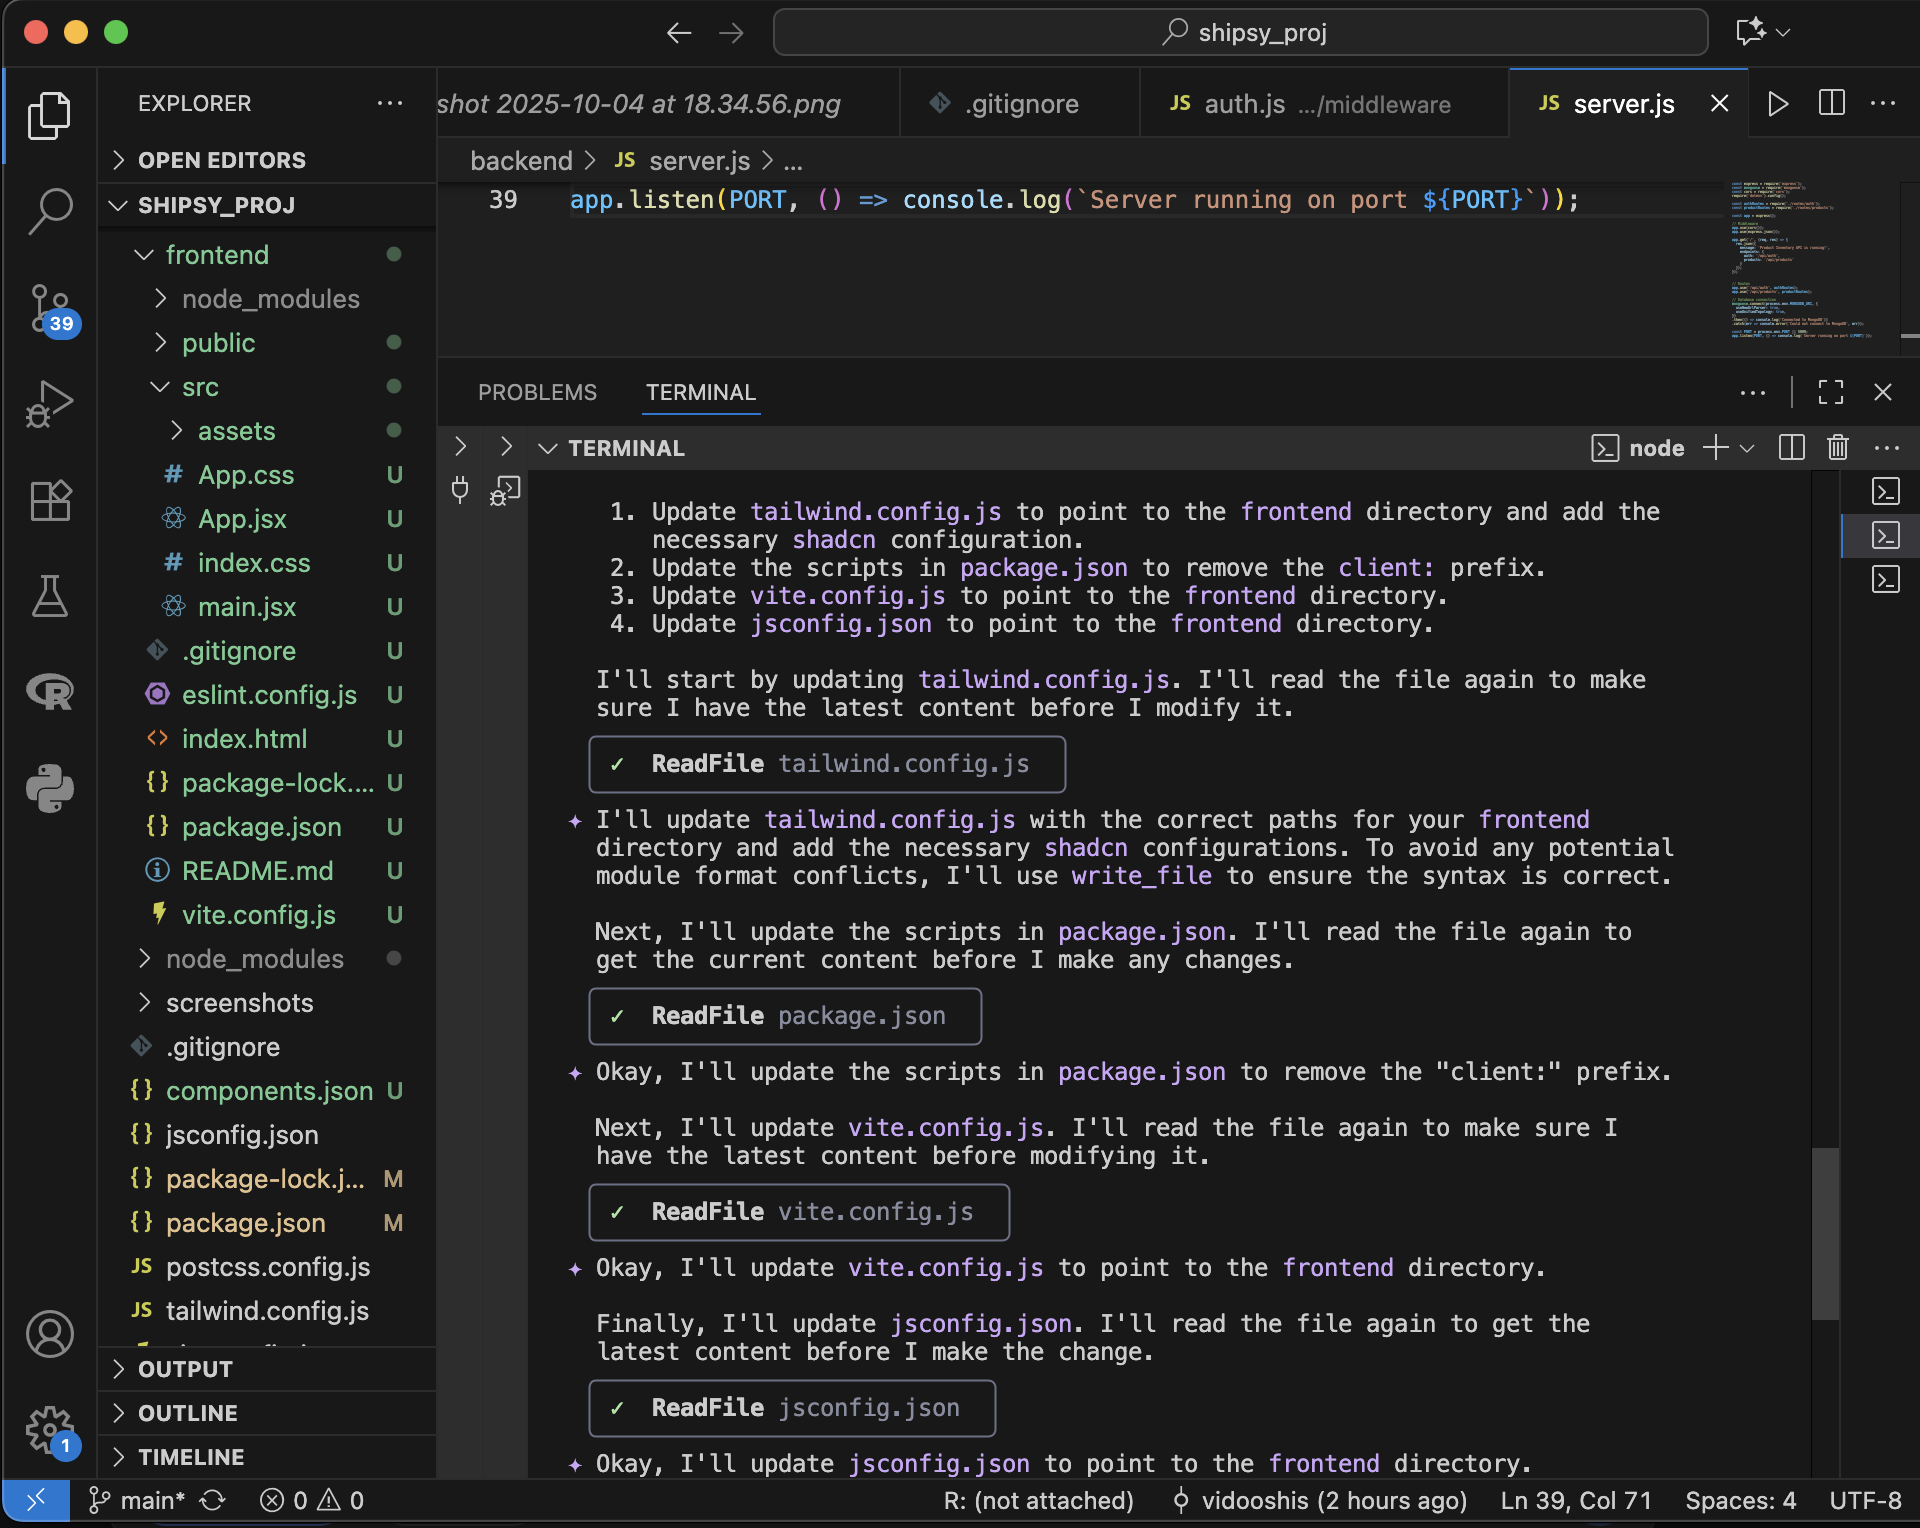 shipsy_proj
EXPLORER
OPEN EDITORS
SHIPSY_PROJ
frontend
node_modules
public
src
assets
# App.css U
App.jsx U
# index.css U
main.jsx U
.gitignore U
eslint.config.js U
<> index.html U
{} package-lock.... U
{} package.json U
README.md U
vite.config.js U
node_modules
screenshots
.gitignore
{} components.json U
{} jsconfig.json
{} package-lock.j... M
{} package.json M
JS postcss.config.js
JS tailwind.config.js
OUTPUT
OUTLINE
TIMELINE
39
1
shot 2025-10-04 at 18.34.56.png
.gitignore
JS auth.js .../middleware
JS server.js
backend > JS server.js > ...
39 app.listen(PORT, () => console.log(`Server running on port ${PORT}`));
PROBLEMS TERMINAL
TERMINAL
node
1. Update tailwind.config.js to point to the frontend directory and add the
necessary shadcn configuration.
2. Update the scripts in package.json to remove the client: prefix.
3. Update vite.config.js to point to the frontend directory.
4. Update jsconfig.json to point to the frontend directory.
I'll start by updating tailwind.config.js. I'll read the file again to make
sure I have the latest content before I modify it.
✓ ReadFile tailwind.config.js
✦ I'll update tailwind.config.js with the correct paths for your frontend
directory and add the necessary shadcn configurations. To avoid any potential
module format conflicts, I'll use write_file to ensure the syntax is correct.
Next, I'll update the scripts in package.json. I'll read the file again to
get the current content before I make any changes.
✓ ReadFile package.json
✦ Okay, I'll update the scripts in package.json to remove the "client:" prefix.
Next, I'll update vite.config.js. I'll read the file again to make sure I
have the latest content before modifying it.
✓ ReadFile vite.config.js
✦ Okay, I'll update vite.config.js to point to the frontend directory.
Finally, I'll update jsconfig.json. I'll read the file again to get the
latest content before I make the change.
✓ ReadFile jsconfig.json
✦ Okay, I'll update jsconfig.json to point to the frontend directory.
main* 0 0 R: (not attached) vidooshis (2 hours ago) Ln 39, Col 71 Spaces: 4 UTF-8